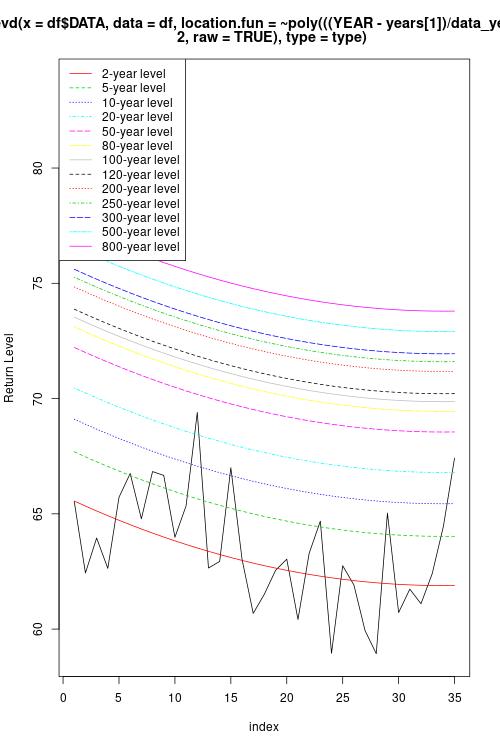 evd(x = df$DATA, data = df, location.fun = ~poly(((YEAR - years[1])/data_ye
2, raw = TRUE), type = type)
2-year level
5-year level
10-year level
20-year level
50-year level
80-year level
100-year level
120-year level
200-year level
250-year level
300-year level
500-year level
800-year level
80
75
70
65
60
Return Level
0 5 10 15 20 25 30 35
index